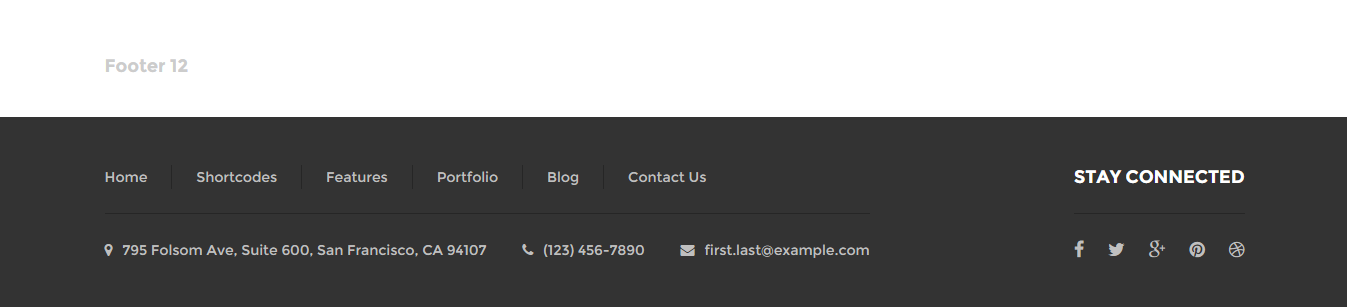 Footer 12
Home Shortcodes Features Portfolio Blog Contact Us
STAY CONNECTED
795 Folsom Ave, Suite 600, San Francisco, CA 94107 (123) 456-7890 first.last@example.com